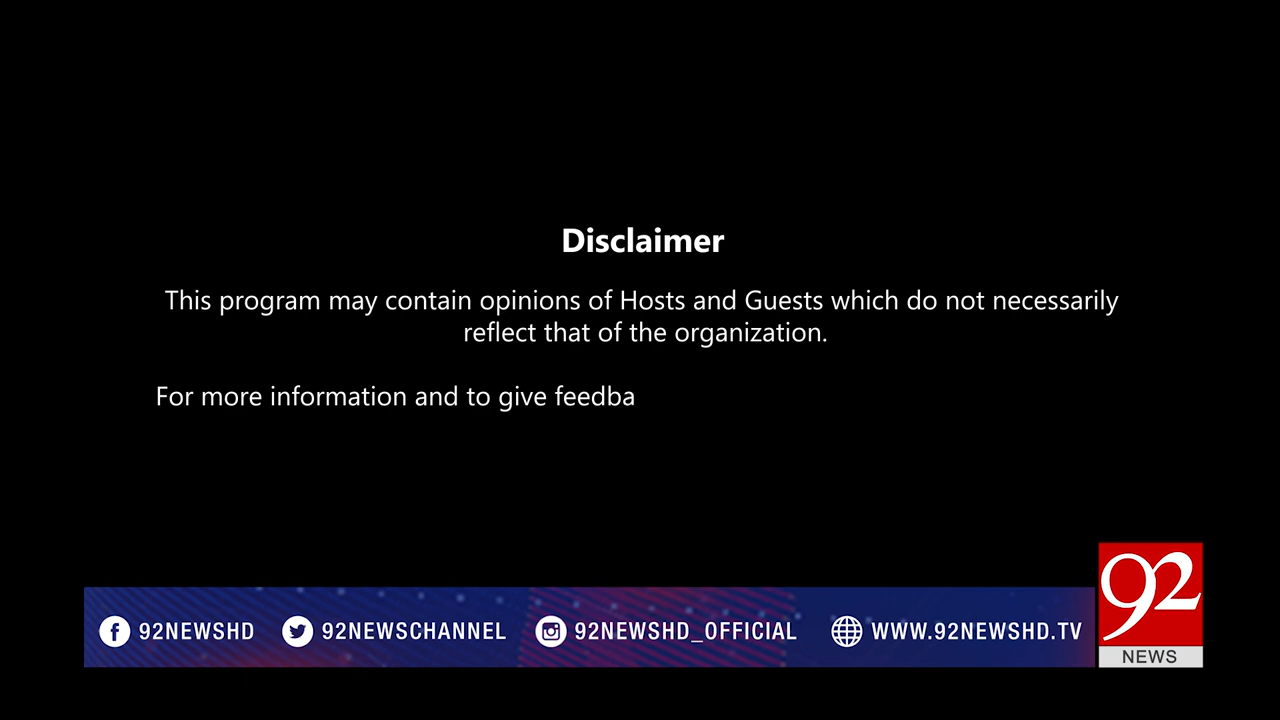 Disclaimer
This program may contain opinions of Hosts and Guests which do not necessarily
reflect that of the organization.
For more information and to give feedba
92NEWSHD
92NEWSCHANNEL
92NEWSHD_OFFICIAL
WWW.92NEWSHD.TV
92
NEWS